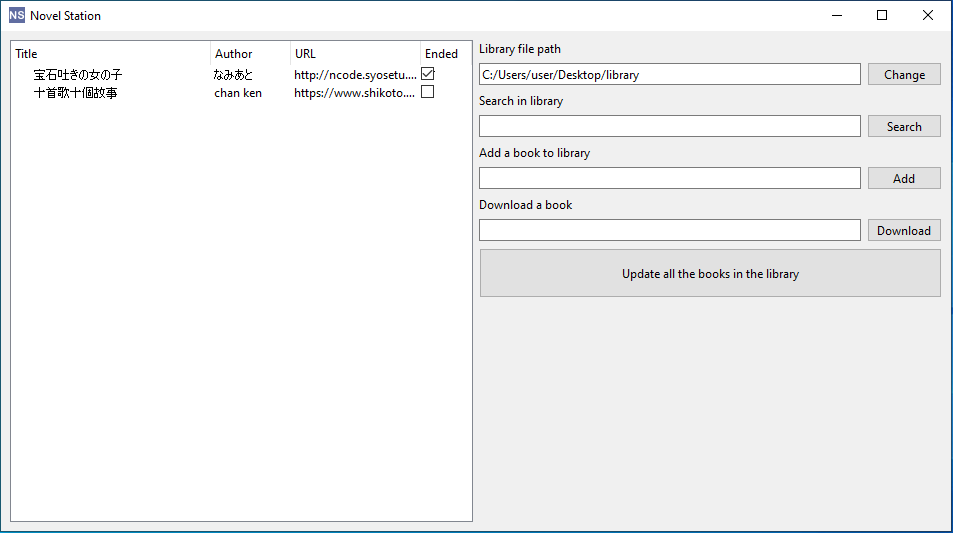 NS Novel Station
Title Author URL Ended
宝石吐きの女の子 なみあと http://ncode.syosetu....
十首歌十個故事 chan ken https://www.shikoto....
Library file path
C:/Users/user/Desktop/library Change
Search in library
Search
Add a book to library
Add
Download a book
Download
Update all the books in the library